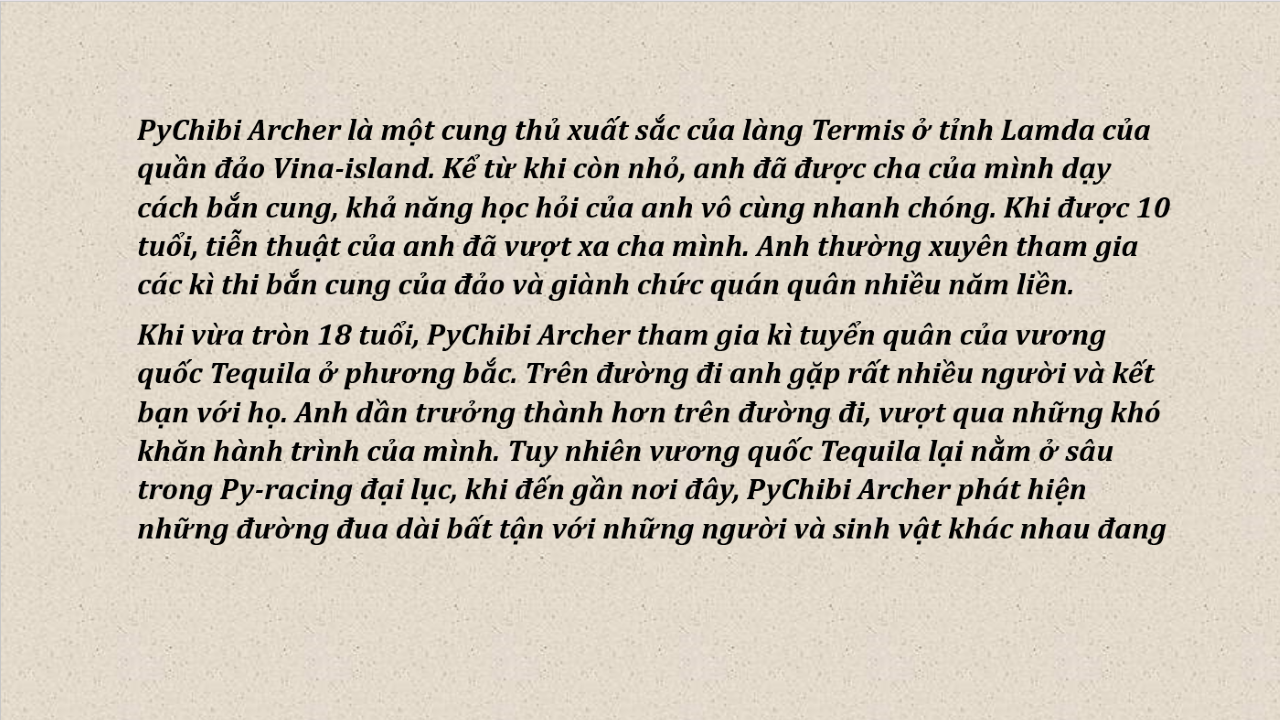 PyChibi Archer là một cung thủ xuất sắc của làng Termis ở tỉnh Lamda của
quần đảo Vina-island. Kể từ khi còn nhỏ, anh đã được cha của mình dạy
cách bắn cung, khả năng học hỏi của anh vô cùng nhanh chóng. Khi được 10
tuổi, tiễn thuật của anh đã vượt xa cha mình. Anh thường xuyên tham gia
các kì thi bắn cung của đảo và giành chức quán quân nhiều năm liền.
Khi vừa tròn 18 tuổi, PyChibi Archer tham gia kì tuyển quân của vương
quốc Tequila ở phương bắc. Trên đường đi anh gặp rất nhiều người và kết
bạn với họ. Anh dần trưởng thành hơn trên đường đi, vượt qua những khó
khăn hành trình của mình. Tuy nhiên vương quốc Tequila lại nằm ở sâu
trong Py-racing đại lục, khi đến gần nơi đây, PyChibi Archer phát hiện
những đường đua dài bất tận với những người và sinh vật khác nhau đang